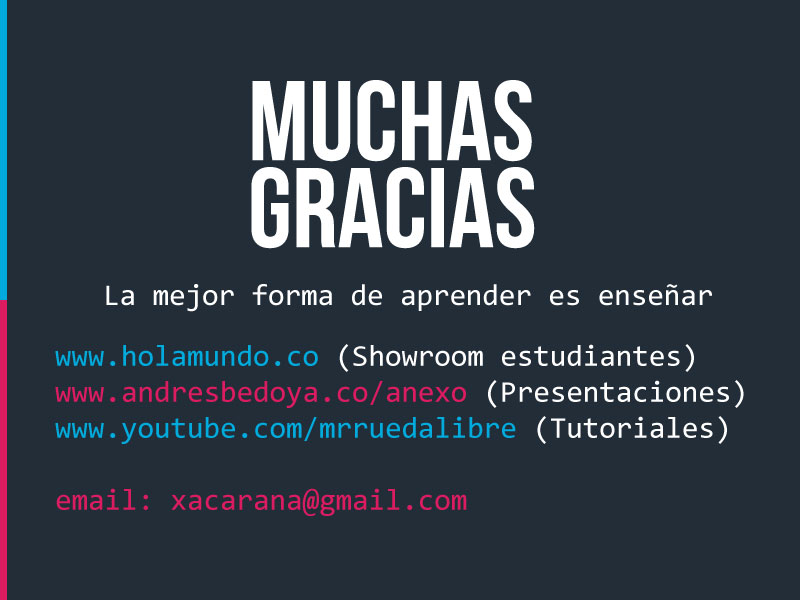 MUCHAS
GRACIAS
La mejor forma de aprender es enseñar
www.holamundo.co (Showroom estudiantes)
www.andresbedoya.co/anexo (Presentaciones)
www.youtube.com/mrruedalibre (Tutoriales)
email: xacarana@gmail.com